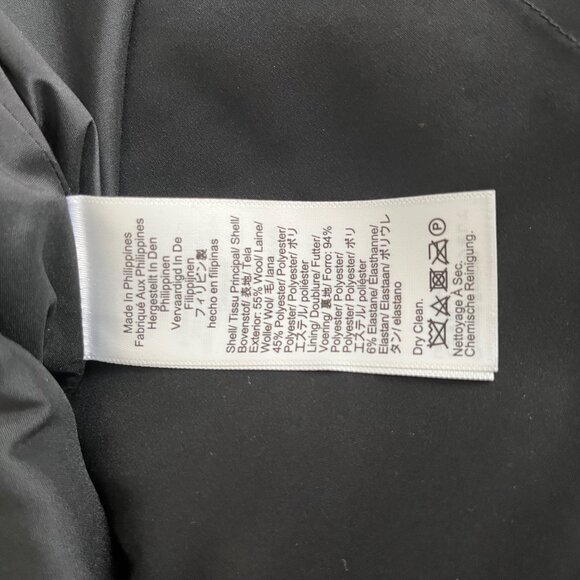 Made In Philippines
Fabriqué Aux Philippines
Hergestellt In Den
Philippinen
Vervaardigd In De
Filippijnen
フィリピン製
hecho en filipinas
Shell/ Tissu Principal/ Shell/
Bovenstof/ 表地/ Tela
Exterior: 55% Wool/ Laine/
Wolle/ Wol/ 毛/ lana
45% Polyester/ Polyester/
Polyester/ Polyester/ ポリ
エステル/ poliéster
Lining/ Doublure/ Futter/
Voering/ 裏地/ Forro: 94%
Polyester/ Polyester/
Polyester/ Polyester/ ポリ
エステル/ poliéster
6% Elastane/ Elasthanne/
Elastan/ Elastaan/ ポリウレ
タン/ elastano
Dry Clean.
P
Nettoyage À Sec.
Chemische Reinigung.